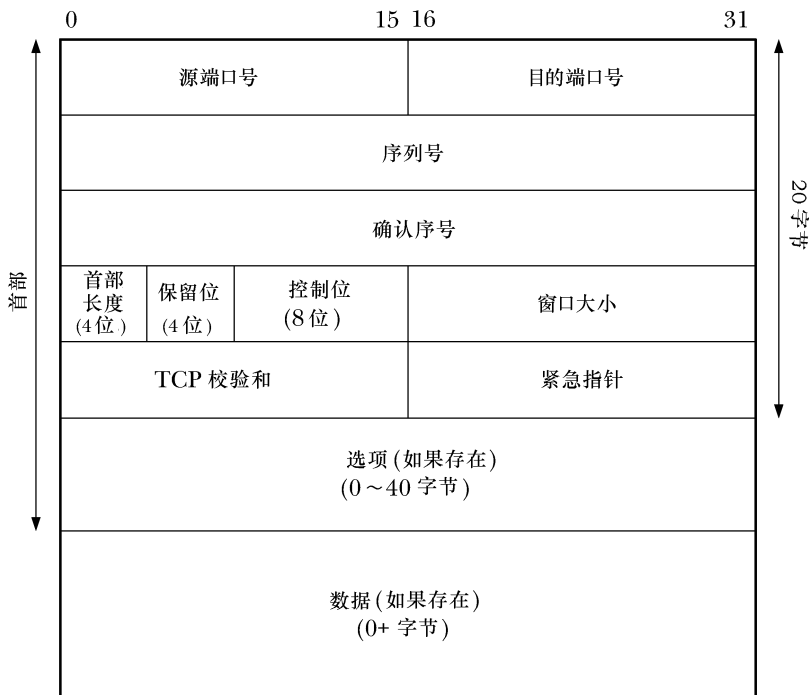 0
15
16
31
源端口号
目的端口号
序列号
确认序号
首部
长度
(4位)
保留位
(4位)
控制位
(8位)
窗口大小
TCP 校验和
紧急指针
选项(如果存在)
(0～40 字节)
数据(如果存在)
(0+ 字节)
首部
20字节